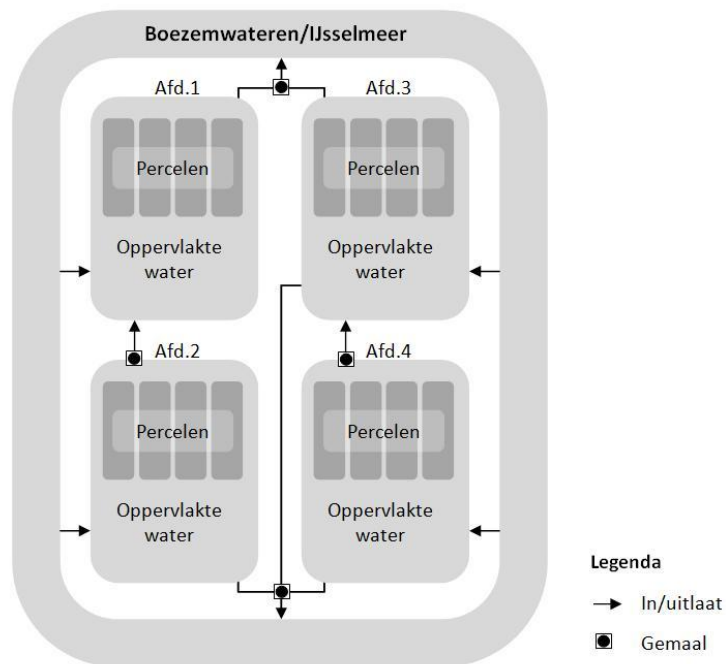 Boezemwateren/IJsselmeer
Afd.1
Afd.3
Percelen
Percelen
Oppervlakte
water
Oppervlakte
water
Afd.2
Afd.4
Percelen
Percelen
Oppervlakte
water
Oppervlakte
water
Legenda
In/uitlaat
Gemaal